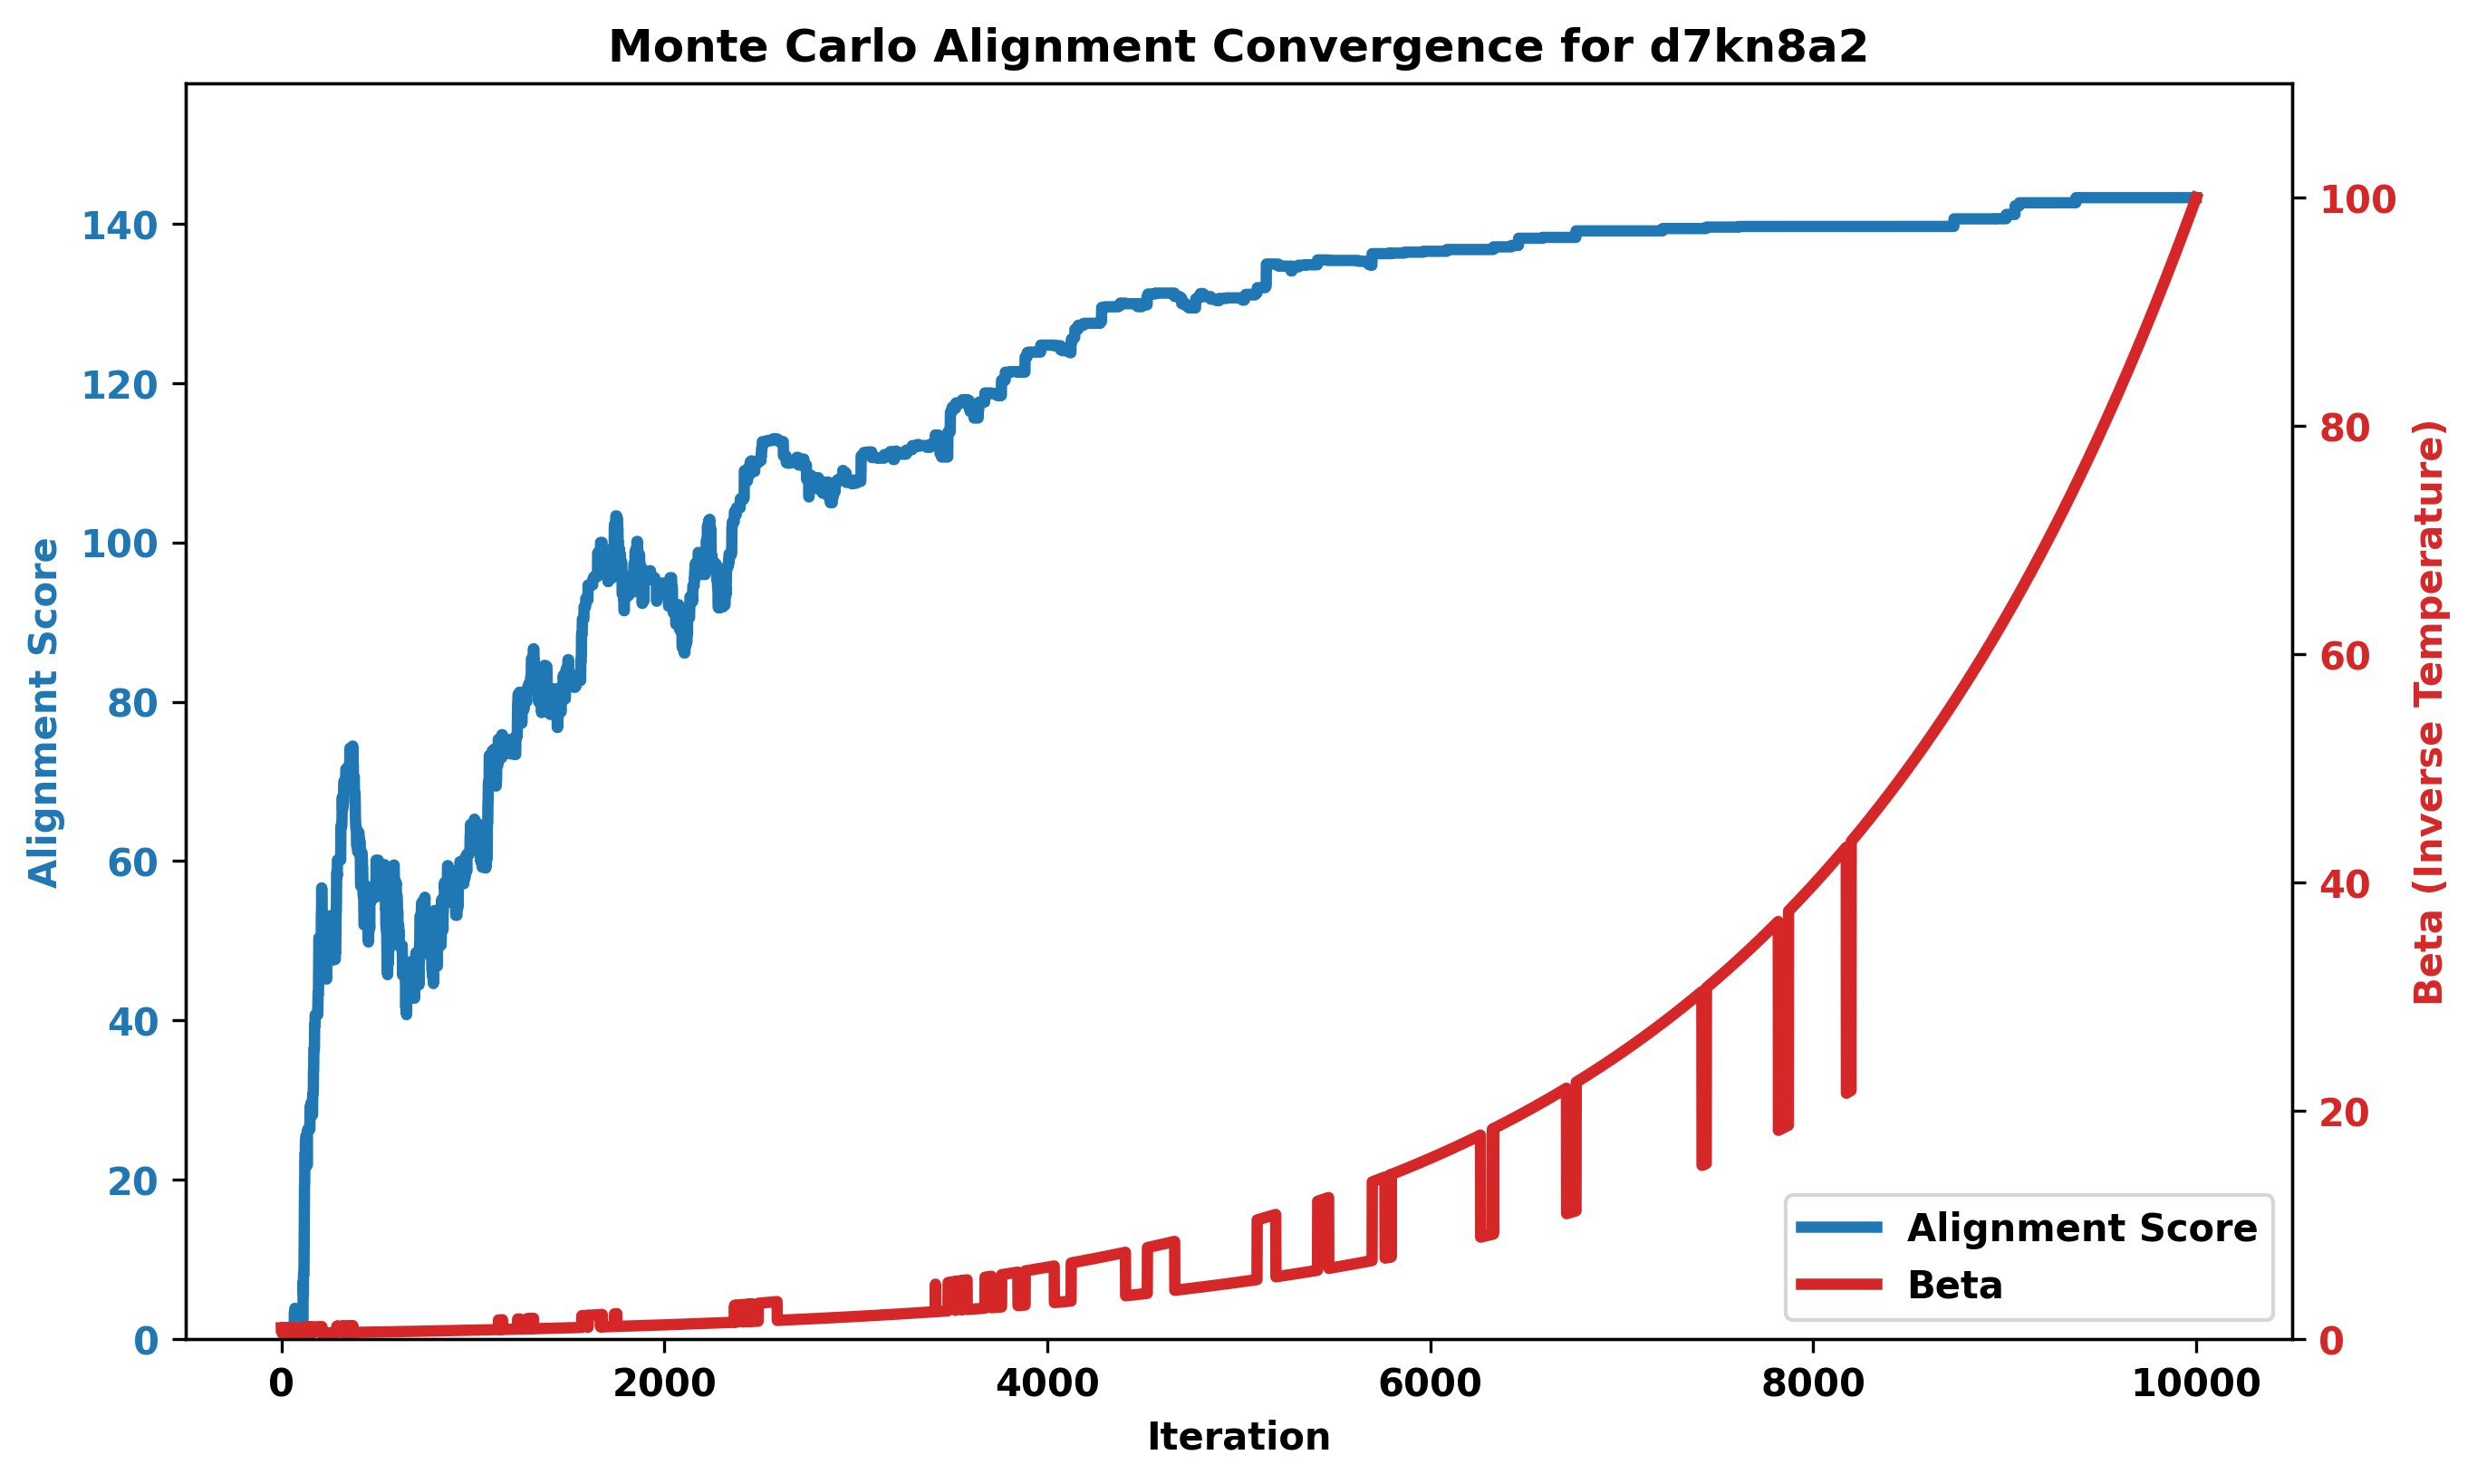 Monte Carlo Alignment Convergence for d7kn8a2
Alignment Score
140
120
100
80
60
40
20
0
100
80
60
40
20
0
Beta (Inverse Temperature)
Alignment Score
Beta
0 2000 4000 6000 8000 10000
Iteration